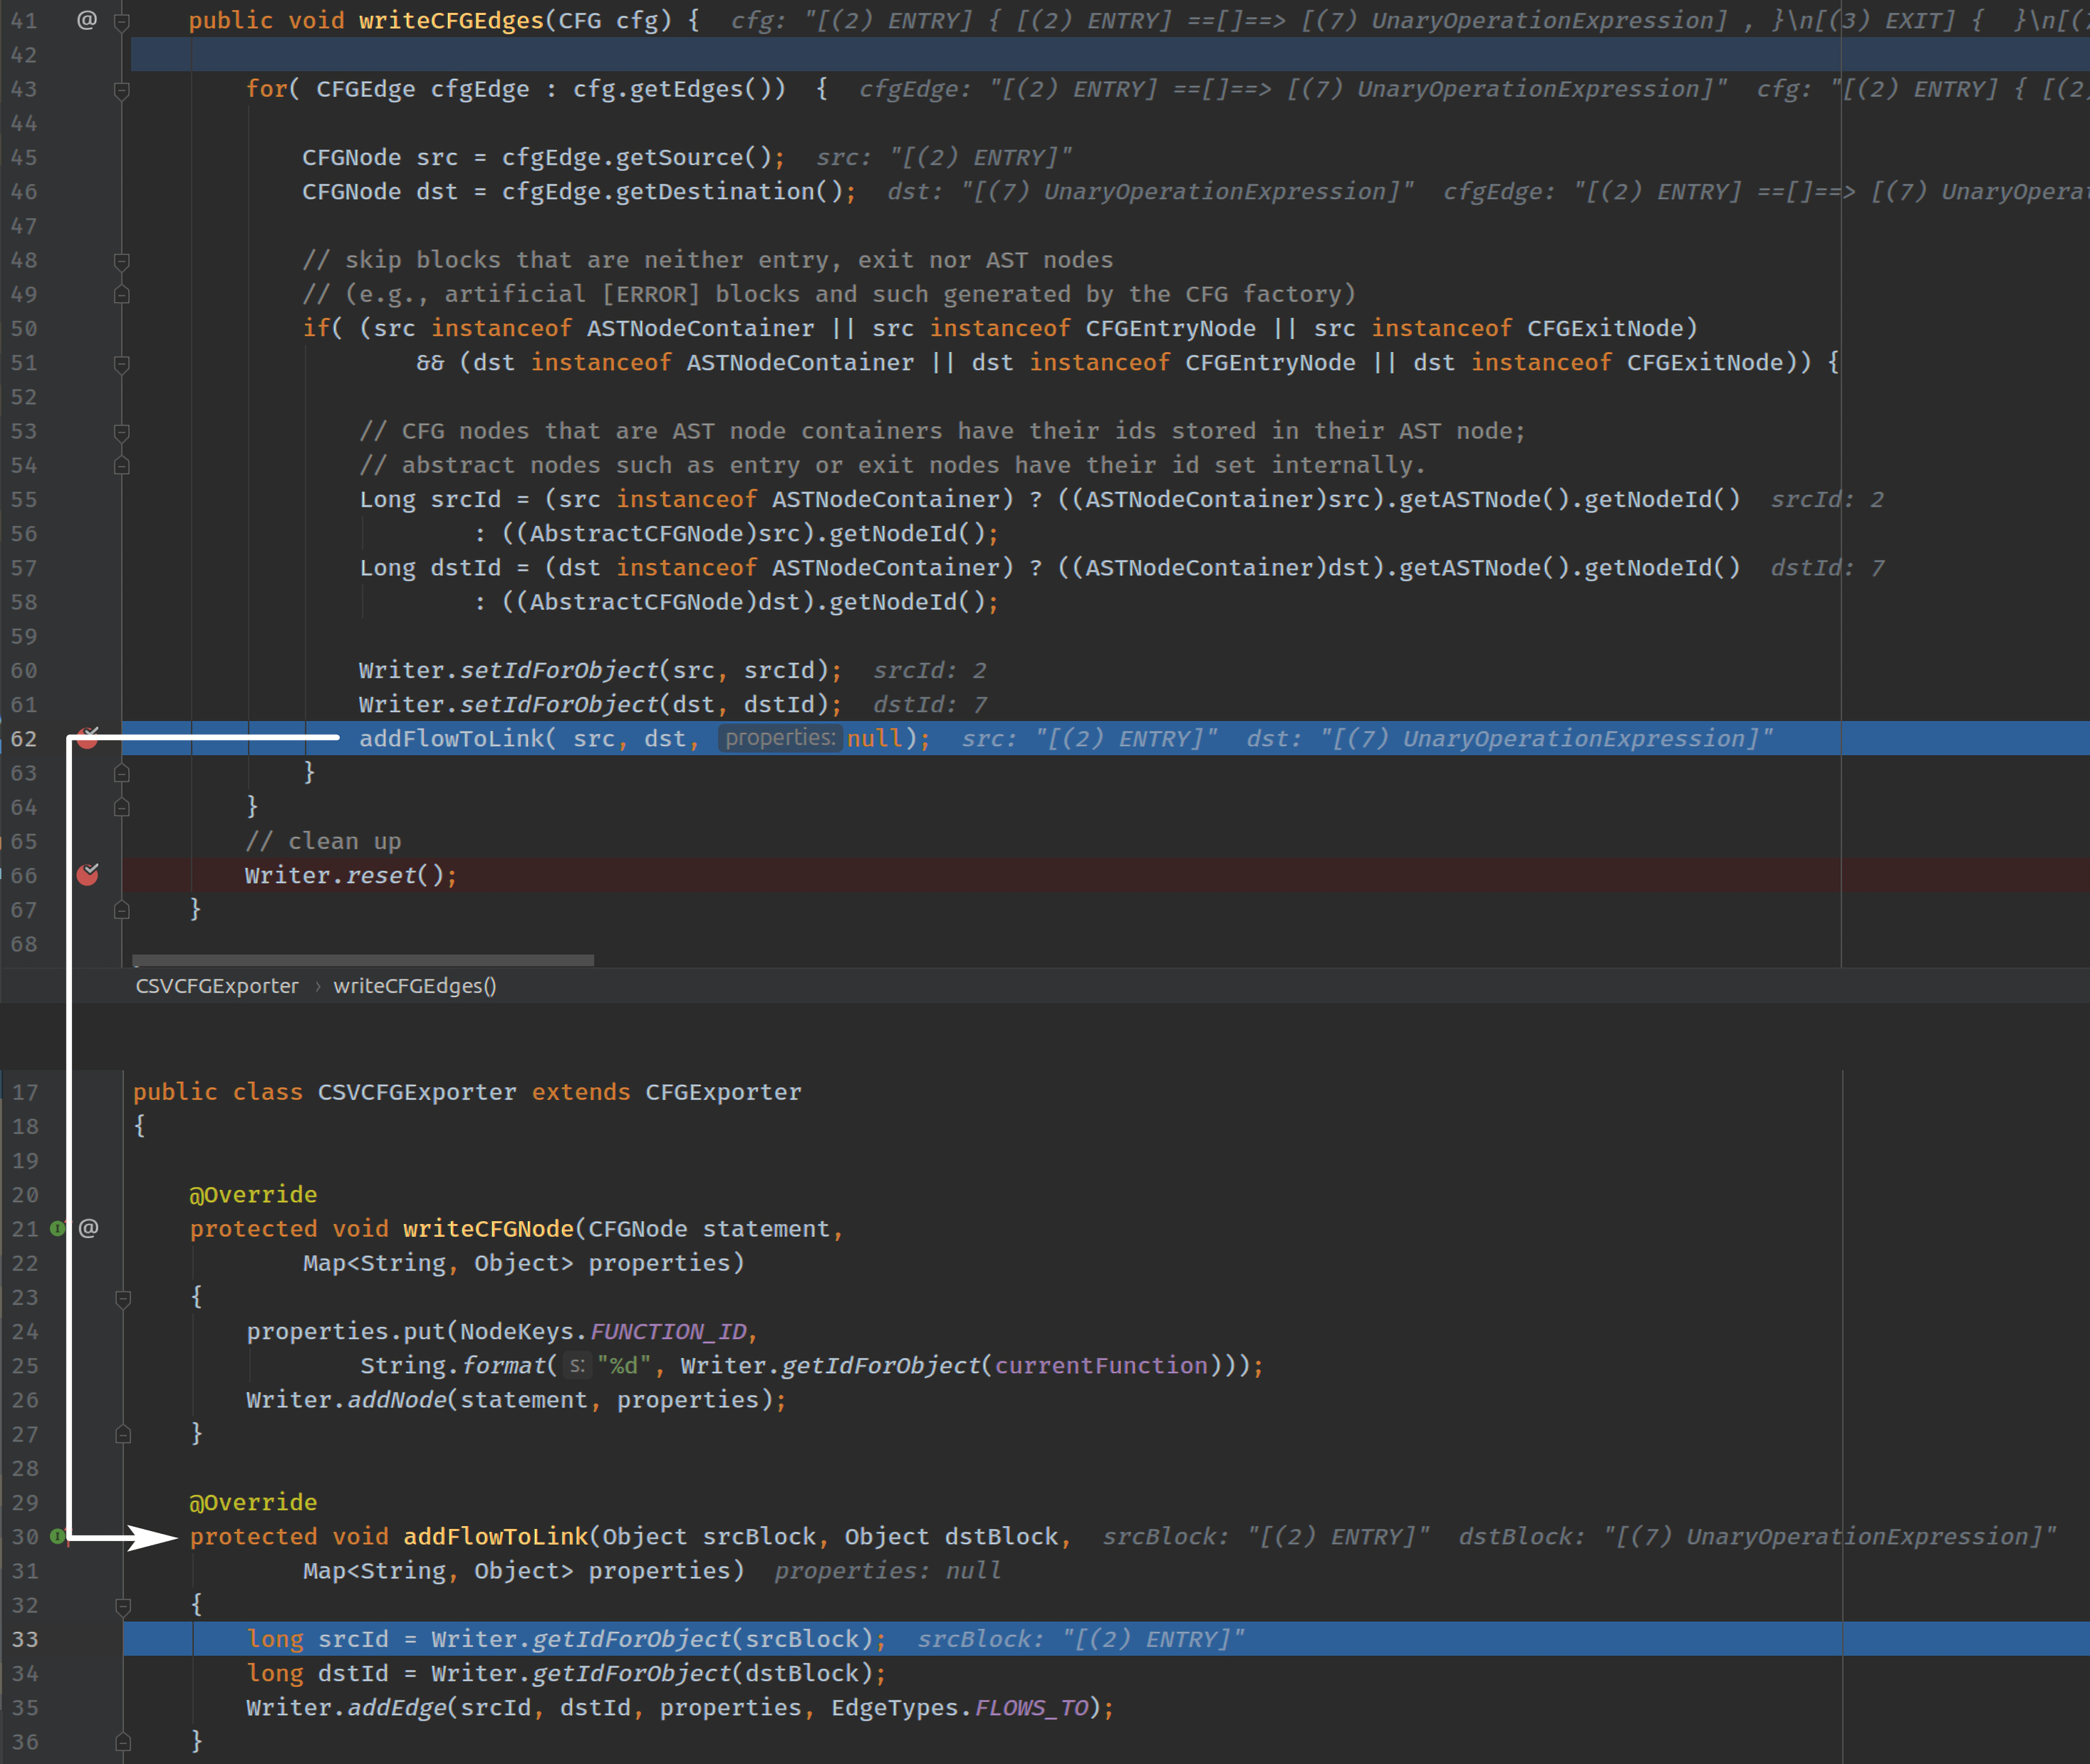 41 @ public void writeCFGEdges(CFG cfg) { cfg: "[(2) ENTRY] { [(2) ENTRY] ==[]==> [(7) UnaryOperationExpression] , }\n[(3) EXIT] { }\n[(
42
43 for( CFGEdge cfgEdge : cfg.getEdges()) { cfgEdge: "[(2) ENTRY] ==[]==> [(7) UnaryOperationExpression]" cfg: "[(2) ENTRY] { [(2)
44
45 CFGNode src = cfgEdge.getSource(); src: "[(2) ENTRY]"
46 CFGNode dst = cfgEdge.getDestination(); dst: "[(7) UnaryOperationExpression]" cfgEdge: "[(2) ENTRY] ==[]==> [(7) UnaryOperat
47
48 // skip blocks that are neither entry, exit nor AST nodes
49 // (e.g., artificial [ERROR] blocks and such generated by the CFG factory)
50 if( (src instanceof ASTNodeContainer || src instanceof CFGEntryNode || src instanceof CFGExitNode)
51 && (dst instanceof ASTNodeContainer || dst instanceof CFGEntryNode || dst instanceof CFGExitNode)) {
52
53 // CFG nodes that are AST node containers have their ids stored in their AST node;
54 // abstract nodes such as entry or exit nodes have their id set internally.
55 Long srcId = (src instanceof ASTNodeContainer) ? ((ASTNodeContainer)src).getASTNode().getNodeId() srcId: 2
56 : ((AbstractCFGNode)src).getNodeId();
57 Long dstId = (dst instanceof ASTNodeContainer) ? ((ASTNodeContainer)dst).getASTNode().getNodeId() dstId: 7
58 : ((AbstractCFGNode)dst).getNodeId();
59
60 Writer.setIdForObject(src, srcId); srcId: 2
61 Writer.setIdForObject(dst, dstId); dstId: 7
62 addFlowToLink( src, dst, properties: null); src: "[(2) ENTRY]" dst: "[(7) UnaryOperationExpression]"
63 }
64 }
65 // clean up
66 Writer.reset();
67 }
68
CSVCFGExporter › writeCFGEdges()
17 public class CSVCFGExporter extends CFGExporter
18 {
19
20 @Override
21 @ protected void writeCFGNode(CFGNode statement,
22 Map<String, Object> properties)
23 {
24 properties.put(NodeKeys.FUNCTION_ID,
25 String.format( s: "%d", Writer.getIdForObject(currentFunction)));
26 Writer.addNode(statement, properties);
27 }
28
29 @Override
30 protected void addFlowToLink(Object srcBlock, Object dstBlock, srcBlock: "[(2) ENTRY]" dstBlock: "[(7) UnaryOperationExpression]"
31 Map<String, Object> properties) properties: null
32 {
33 long srcId = Writer.getIdForObject(srcBlock); srcBlock: "[(2) ENTRY]"
34 long dstId = Writer.getIdForObject(dstBlock);
35 Writer.addEdge(srcId, dstId, properties, EdgeTypes.FLOWS_TO);
36 }